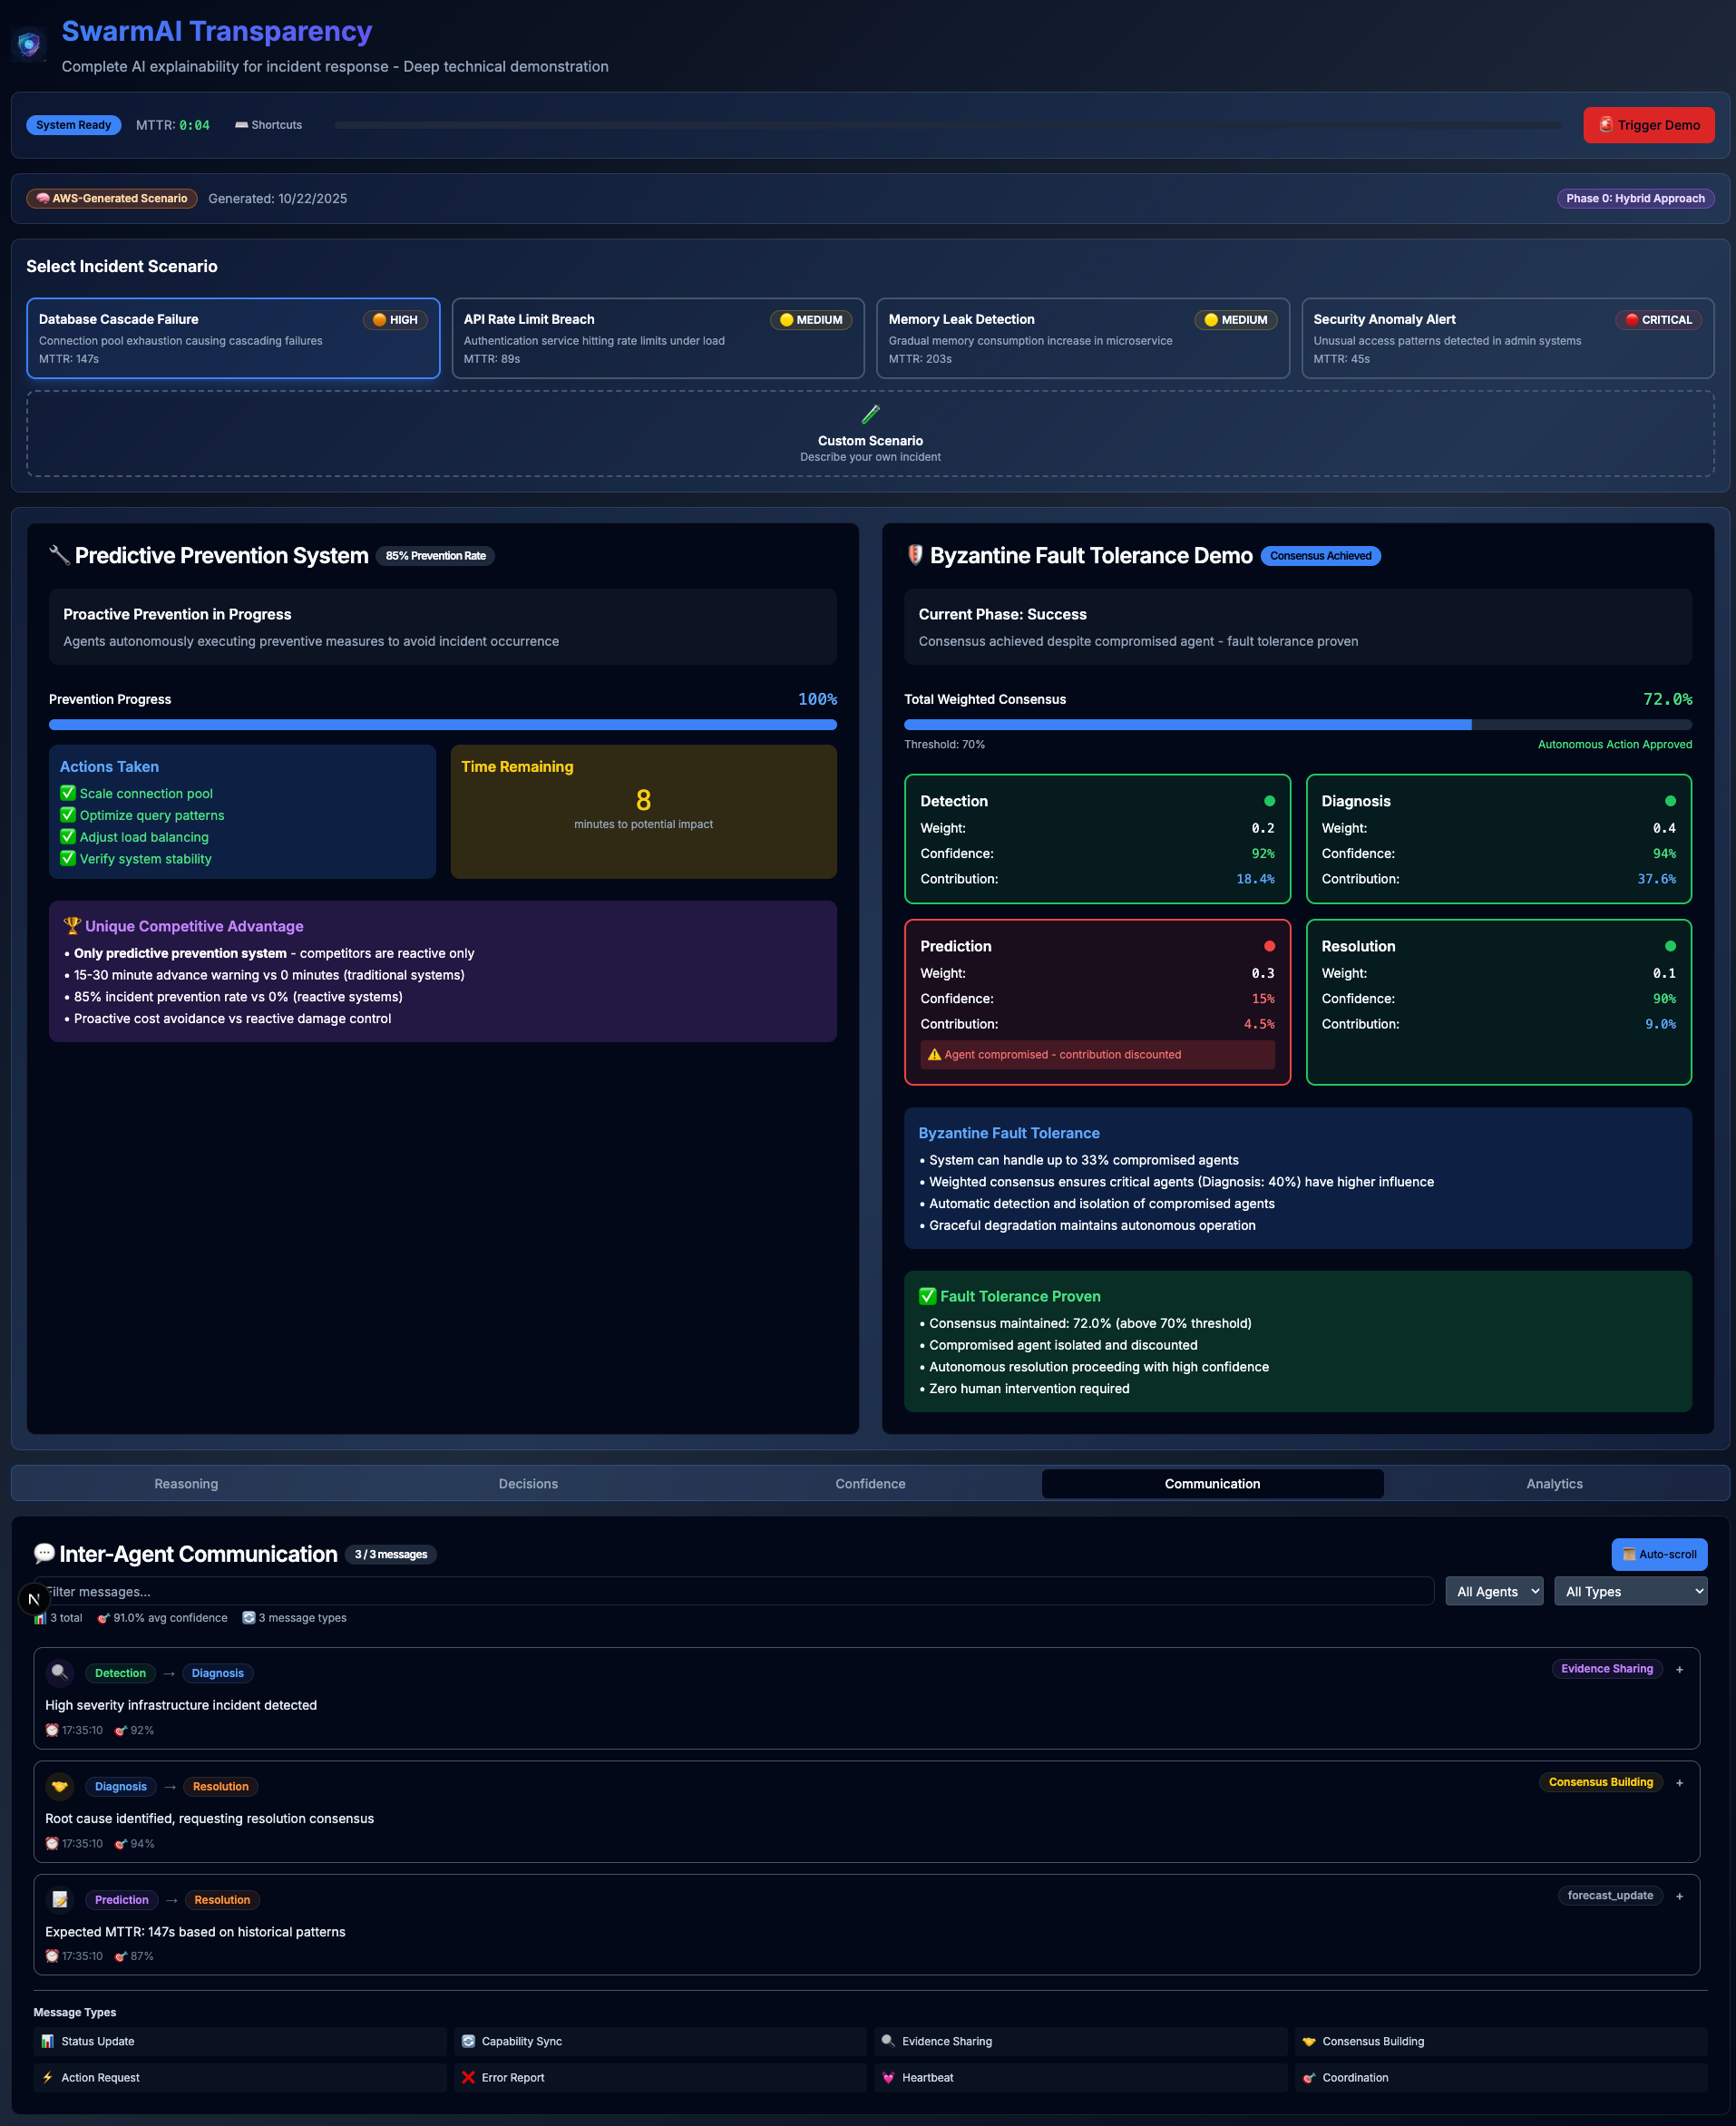 SwarmAI Transparency
Complete AI explainability for incident response - Deep technical demonstration
System Ready
MTTR: 0:04
⌨️ Shortcuts
🚨 Trigger Demo
🧠 AWS-Generated Scenario
Generated: 10/22/2025
Phase 0: Hybrid Approach
Select Incident Scenario
Database Cascade Failure
🟠 HIGH
Connection pool exhaustion causing cascading failures
MTTR: 147s
API Rate Limit Breach
🟡 MEDIUM
Authentication service hitting rate limits under load
MTTR: 89s
Memory Leak Detection
🟡 MEDIUM
Gradual memory consumption increase in microservice
MTTR: 203s
Security Anomaly Alert
🔴 CRITICAL
Unusual access patterns detected in admin systems
MTTR: 45s
Custom Scenario
Describe your own incident
🔧 Predictive Prevention System
85% Prevention Rate
Proactive Prevention in Progress
Agents autonomously executing preventive measures to avoid incident occurrence
Prevention Progress
100%
Actions Taken
✅ Scale connection pool
✅ Optimize query patterns
✅ Adjust load balancing
✅ Verify system stability
Time Remaining
8
minutes to potential impact
🏆 Unique Competitive Advantage
• Only predictive prevention system - competitors are reactive only
• 15-30 minute advance warning vs 0 minutes (traditional systems)
• 85% incident prevention rate vs 0% (reactive systems)
• Proactive cost avoidance vs reactive damage control
🛡️ Byzantine Fault Tolerance Demo
Consensus Achieved
Current Phase: Success
Consensus achieved despite compromised agent - fault tolerance proven
Total Weighted Consensus
72.0%
Threshold: 70%
Autonomous Action Approved
Detection
Weight: 0.2
Confidence: 92%
Contribution: 18.4%
Diagnosis
Weight: 0.4
Confidence: 94%
Contribution: 37.6%
Prediction
Weight: 0.3
Confidence: 15%
Contribution: 4.5%
⚠️ Agent compromised - contribution discounted
Resolution
Weight: 0.1
Confidence: 90%
Contribution: 9.0%
Byzantine Fault Tolerance
• System can handle up to 33% compromised agents
• Weighted consensus ensures critical agents (Diagnosis: 40%) have higher influence
• Automatic detection and isolation of compromised agents
• Graceful degradation maintains autonomous operation
✅ Fault Tolerance Proven
• Consensus maintained: 72.0% (above 70% threshold)
• Compromised agent isolated and discounted
• Autonomous resolution proceeding with high confidence
• Zero human intervention required
Reasoning
Decisions
Confidence
Communication
Analytics
💬 Inter-Agent Communication
3 / 3 messages
Auto-scroll
N
Filter messages...
All Agents
All Types
📊 3 total
🎯 91.0% avg confidence
🔄 3 message types
Detection → Diagnosis
Evidence Sharing
+
High severity infrastructure incident detected
⏰ 17:35:10 🎯 92%
Diagnosis → Resolution
Consensus Building
+
Root cause identified, requesting resolution consensus
⏰ 17:35:10 🎯 94%
Prediction → Resolution
forecast_update
+
Expected MTTR: 147s based on historical patterns
⏰ 17:35:10 🎯 87%
Message Types
📊 Status Update
🔄 Capability Sync
🔍 Evidence Sharing
🤝 Consensus Building
⚡ Action Request
❌ Error Report
💓 Heartbeat
🎯 Coordination